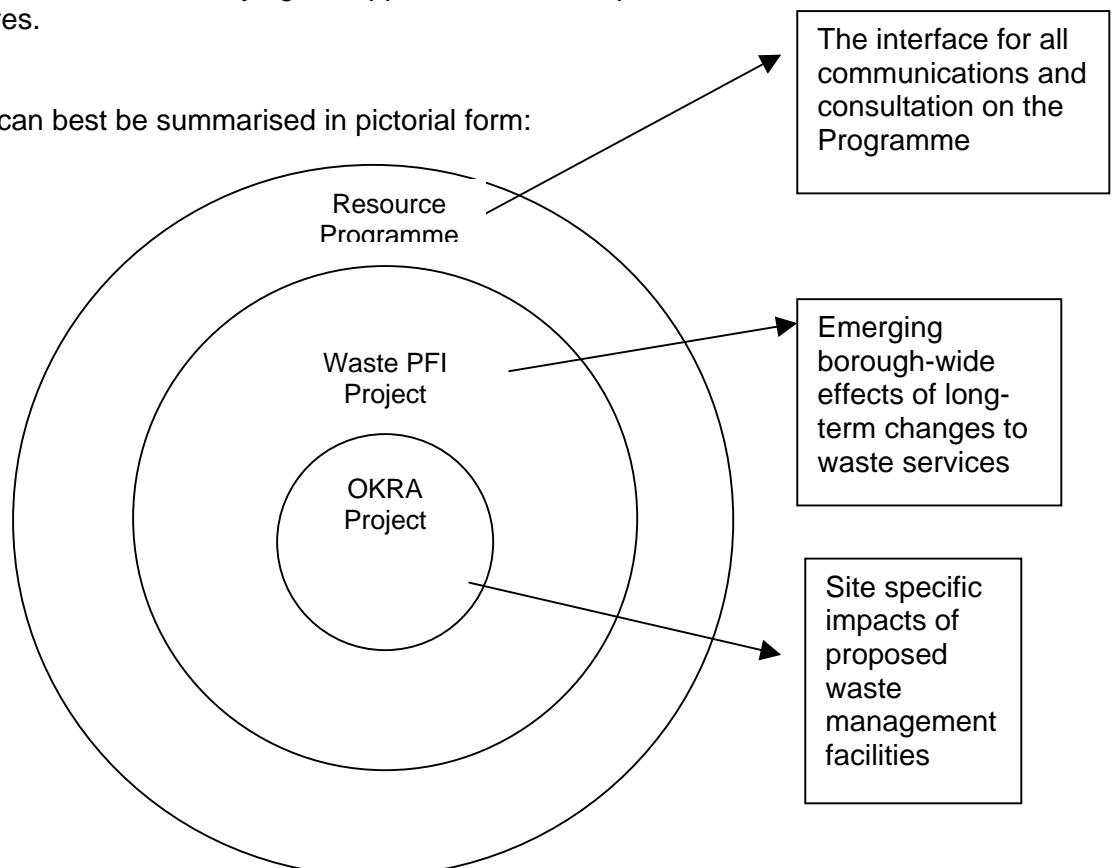 res.
can best be summarised in pictorial form:
The interface for all
communications and
consultation on the
Programme
Resource
Programme
Waste PFI
Project
Emerging
borough-wide
effects of long-
term changes to
waste services
OKRA
Project
Site specific
impacts of
proposed
waste
management
facilities